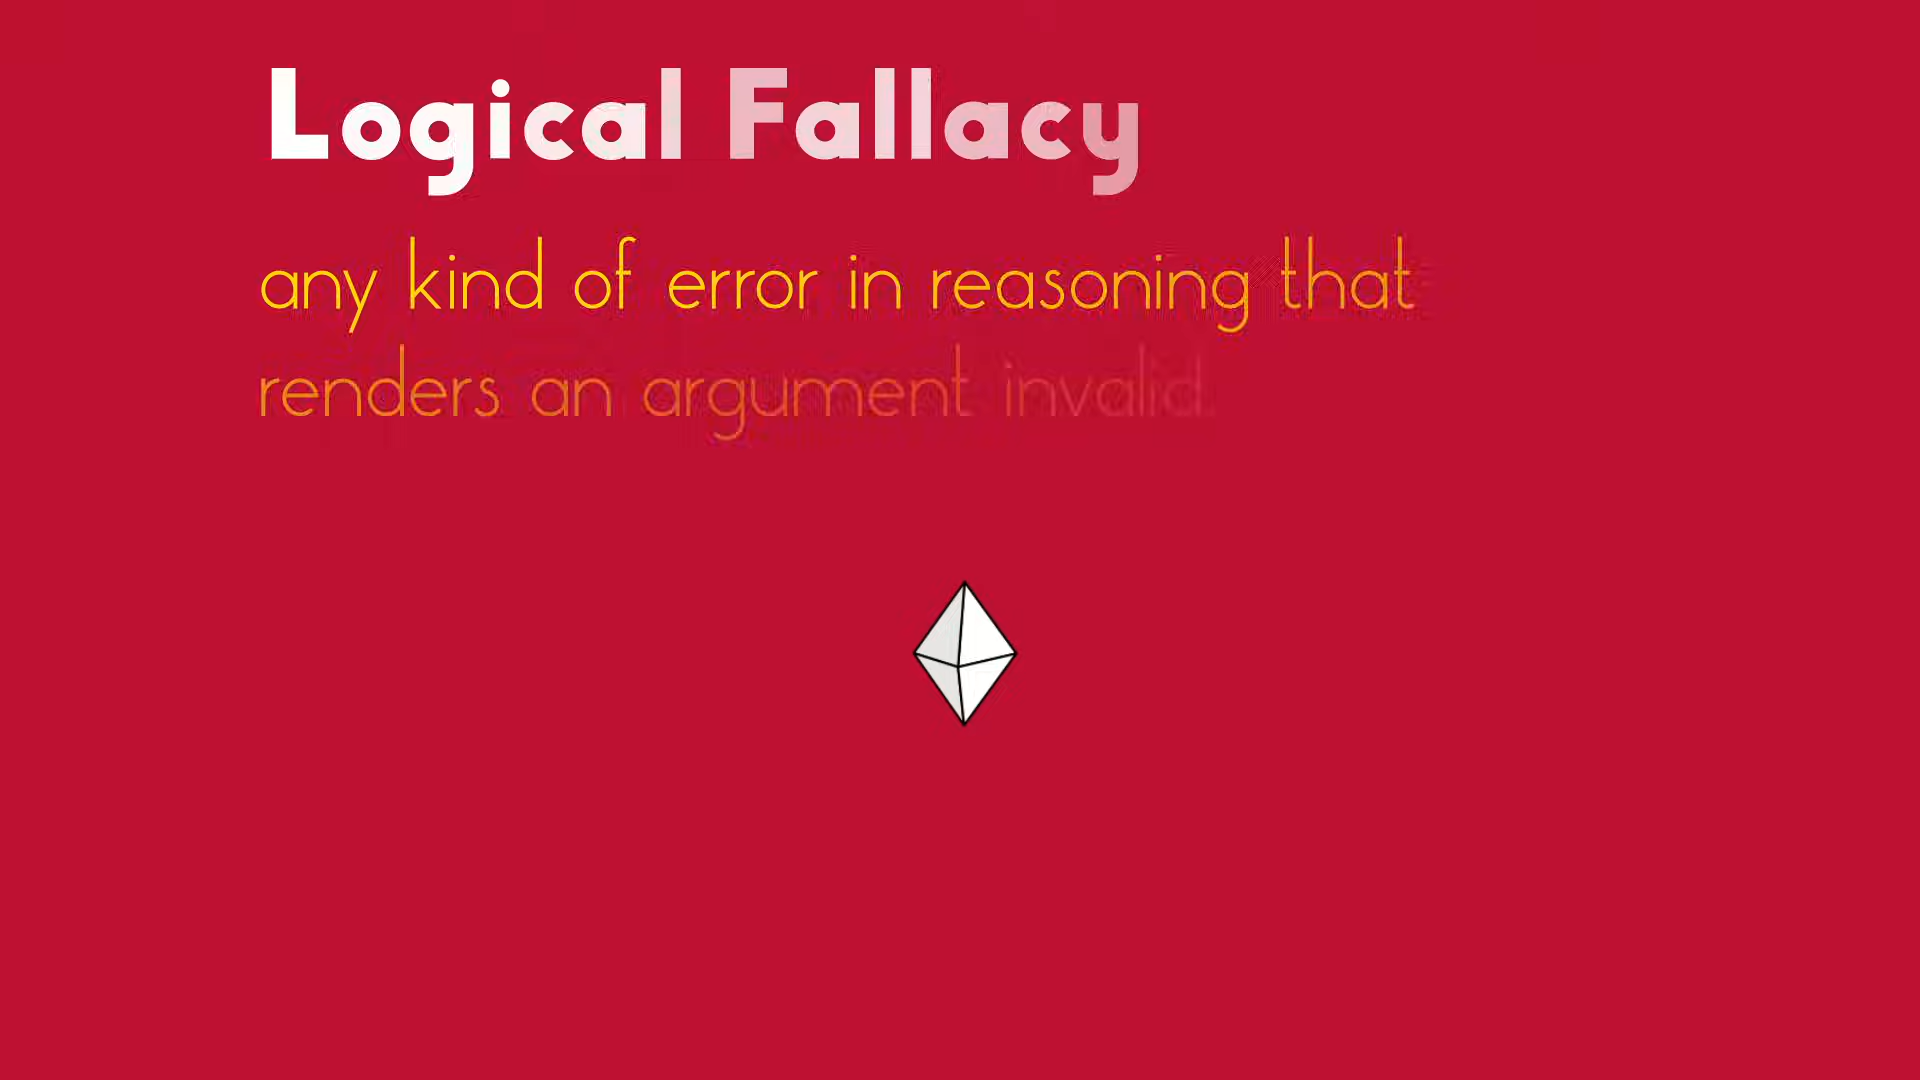 Logical Fallacy
any kind of error in reasoning that
renders an argument invalid.